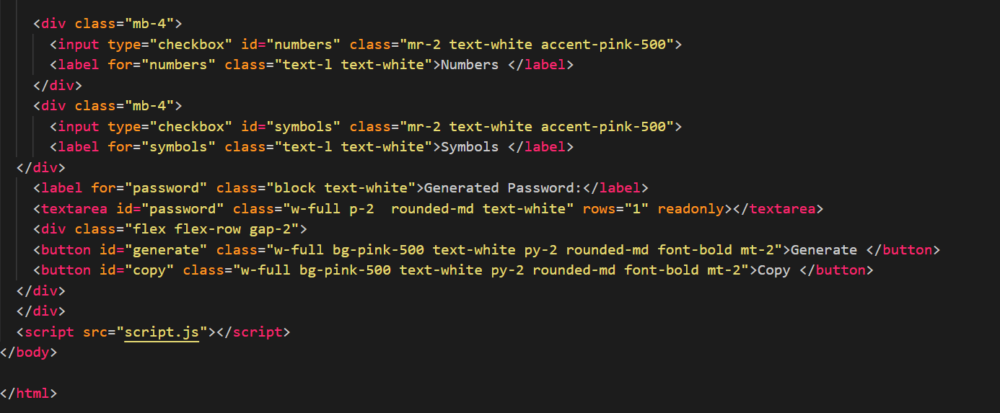 <div class="mb-4">
<input type="checkbox" id="numbers" class="mr-2 text-white accent-pink-500">
<label for="numbers" class="text-l text-white">Numbers </label>
</div>
<div class="mb-4">
<input type="checkbox" id="symbols" class="mr-2 text-white accent-pink-500">
<label for="symbols" class="text-l text-white">Symbols </label>
</div>
<label for="password" class="block text-white">Generated Password:</label>
<textarea id="password" class="w-full p-2  rounded-md text-white" rows="1" readonly></textarea>
<div class="flex flex-row gap-2">
<button id="generate" class="w-full bg-pink-500 text-white py-2 rounded-md font-bold mt-2">Generate </button>
<button id="copy" class="w-full bg-pink-500 text-white py-2 rounded-md font-bold mt-2">Copy </button>
</div>
</div>
<script src="script.js"></script>
</body>
</html>